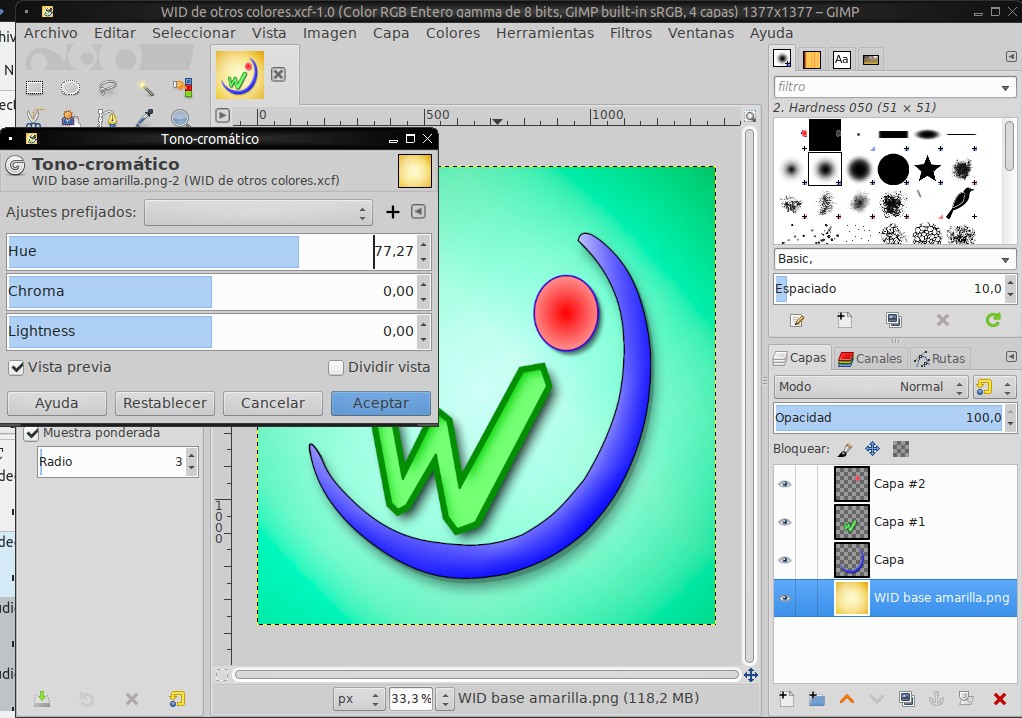 WID de otros colores.xcf-1.0 (Color RGB Entero gamma de 8 bits, GIMP built-in sRGB, 4 capas) 1377x1377 – GIMP
Archivo Editar Seleccionar Vista Imagen Capa Colores Herramientas Filtros Ventanas Ayuda
Aa
filtro
2. Hardness 050 (51 × 51)
0 500 1000
Tono-cromático
Tono-cromático
WID base amarilla.png-2 (WID de otros colores.xcf)
Ajustes prefijados:
Hue 77,27
Chroma 0,00
Lightness 0,00
Vista previa Dividir vista
Ayuda Restablecer Cancelar Aceptar
Muestra ponderada
Radio 3
1000
W
Basic,
Espaciado 10,0
Capas Canales Rutas
Modo Normal
Opacidad 100,0
Bloquear:
Capa #2
Capa #1
Capa
WID base amarilla.png
px 33,3 % WID base amarilla.png (118,2 MB)